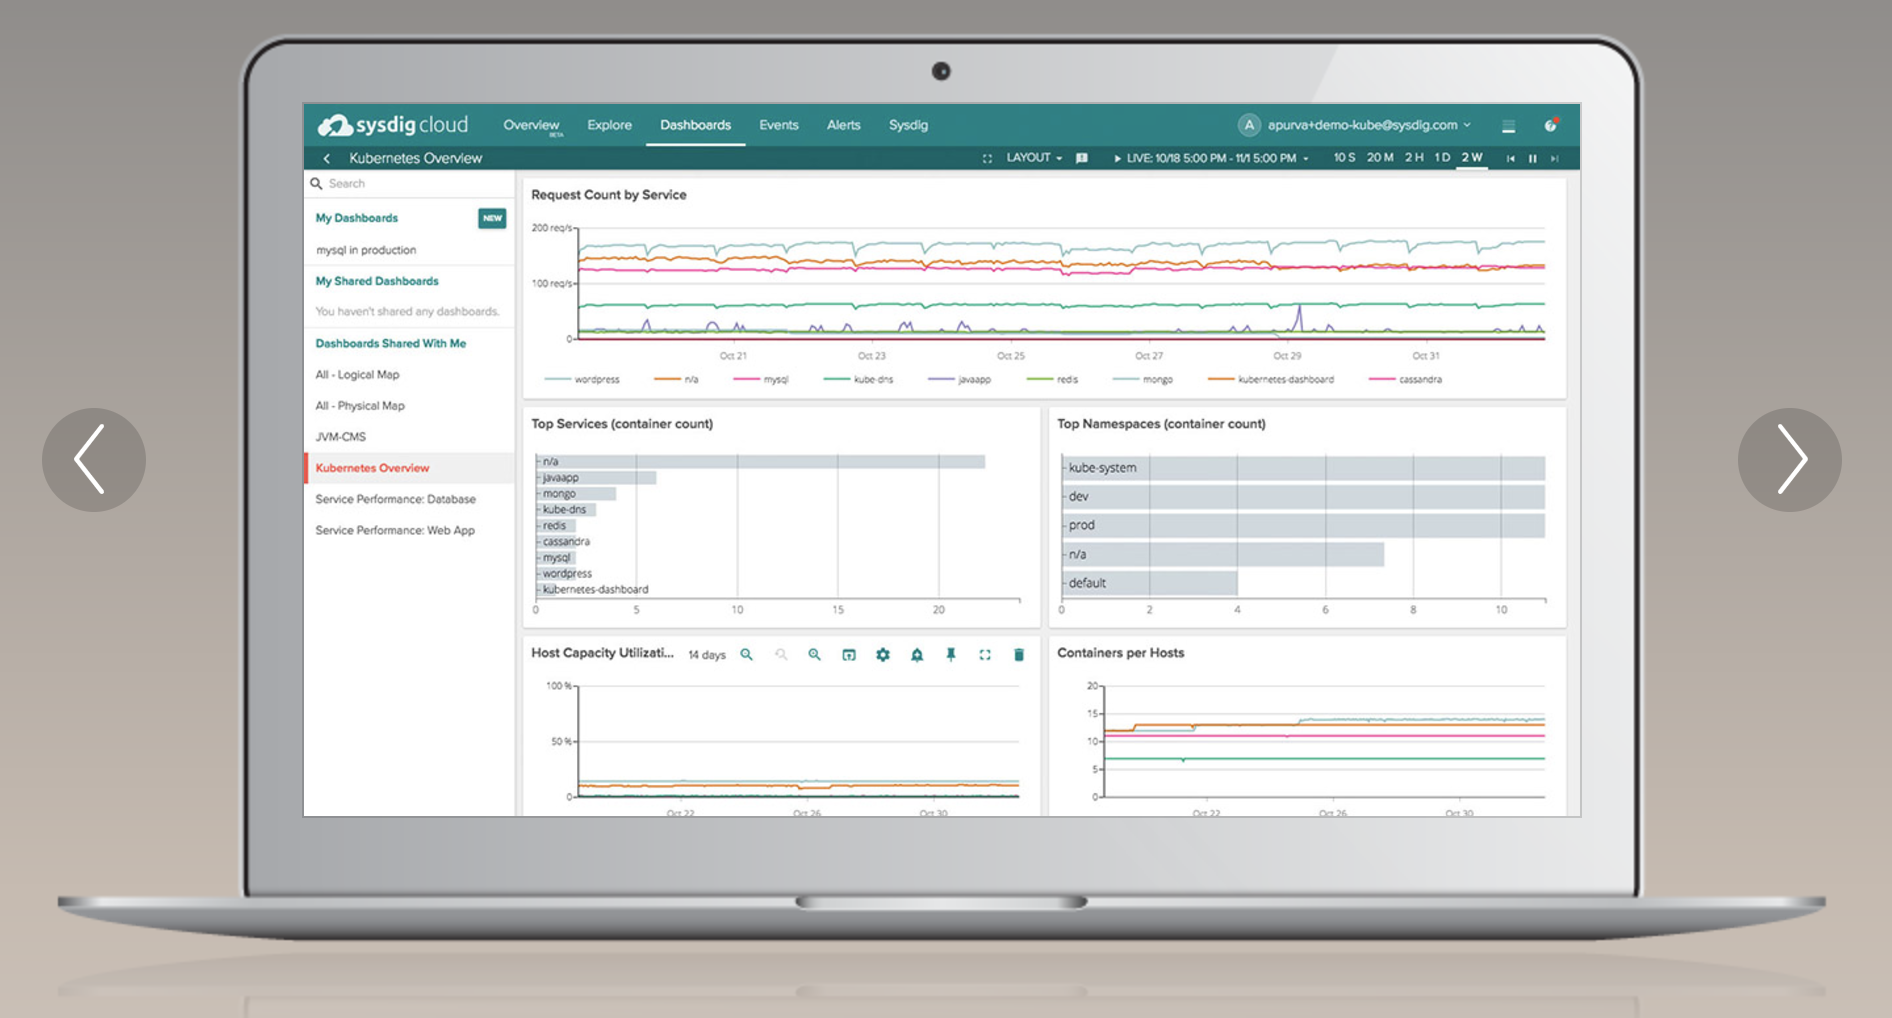 sysdig cloud
Overview BETA Explore Dashboards Events Alerts Sysdig
A apurva+demo-kube@sysdig.com
Kubernetes Overview
LAYOUT LIVE: 10/18 5:00 PM - 11/1 5:00 PM 10 S 20 M 2 H 1 D 2 W
Search
My Dashboards NEW
mysql in production
My Shared Dashboards
You haven't shared any dashboards.
Dashboards Shared With Me
All - Logical Map
All - Physical Map
JVM-CMS
Kubernetes Overview
Service Performance: Database
Service Performance: Web App
Request Count by Service
200 req/s
100 req/s
0
Oct 21 Oct 23 Oct 25 Oct 27 Oct 29 Oct 31
wordpress n/a mysql kube-dns javaapp redis mongo kubernetes-dashboard cassandra
Top Services (container count)
n/a
javaapp
mongo
kube-dns
redis
cassandra
mysql
wordpress
kubernetes-dashboard
0 5 10 15 20
Top Namespaces (container count)
kube-system
dev
prod
n/a
default
0 2 4 6 8 10
Host Capacity Utilizati... 14 days
100 %
50 %
0
Oct 22 Oct 26 Oct 30
Containers per Hosts
20
15
10
5
0
Oct 22 Oct 26 Oct 30